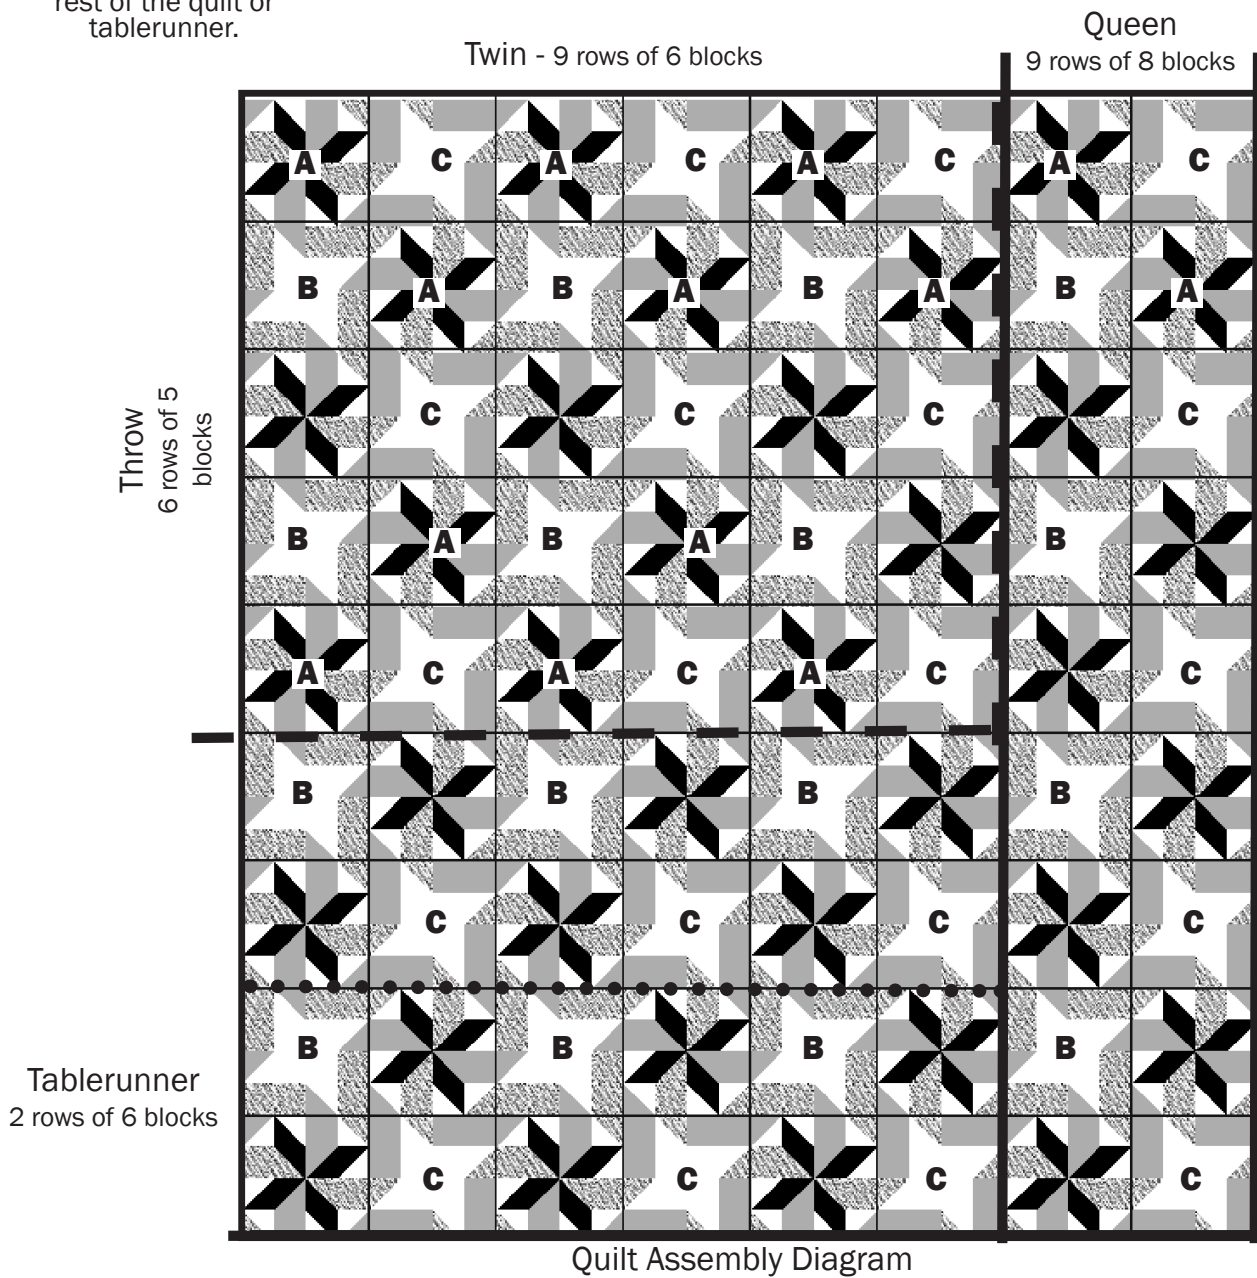 rest of the quilt or
tablerunner.
Twin - 9 rows of 6 blocks
Queen
9 rows of 8 blocks
A C A C A C A C
B A B A B A B A
C C C C
Throw
6 rows of 5
blocks
B A B A B B
A C A C A C C
B B B B
C C C C
Tablerunner
2 rows of 6 blocks
B B B B
C C C C
Quilt Assembly Diagram